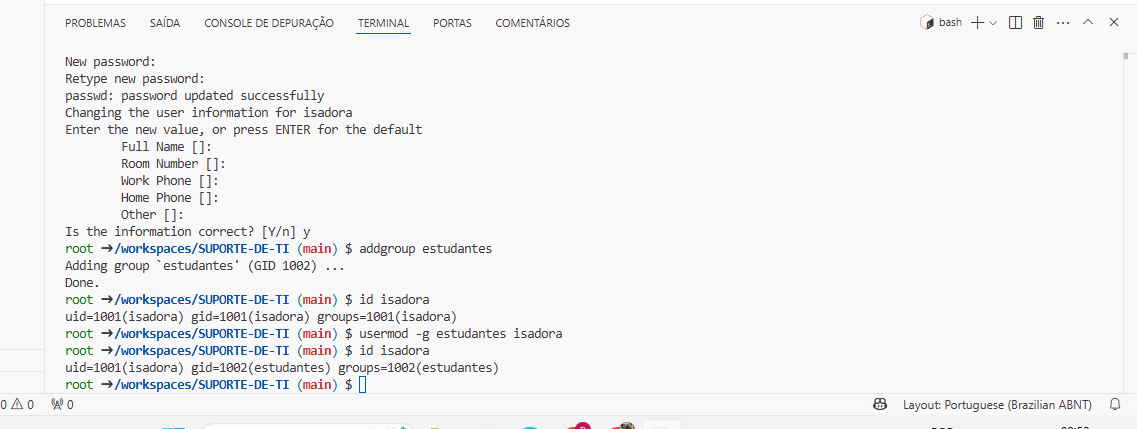 PROBLEMAS SAÍDA CONSOLE DE DEPURAÇÃO TERMINAL PORTAS COMENTÁRIOS bash
New password:
Retype new password:
passwd: password updated successfully
Changing the user information for isadora
Enter the new value, or press ENTER for the default
Full Name []:
Room Number []:
Work Phone []:
Home Phone []:
Other []:
Is the information correct? [Y/n] y
root ➜/workspaces/SUPORTE-DE-TI (main) $ addgroup estudantes
Adding group `estudantes' (GID 1002) ...
Done.
root ➜/workspaces/SUPORTE-DE-TI (main) $ id isadora
uid=1001(isadora) gid=1001(isadora) groups=1001(isadora)
root ➜/workspaces/SUPORTE-DE-TI (main) $ usermod -g estudantes isadora
root ➜/workspaces/SUPORTE-DE-TI (main) $ id isadora
uid=1001(isadora) gid=1002(estudantes) groups=1002(estudantes)
root ➜/workspaces/SUPORTE-DE-TI (main) $
0 0 0 Layout: Portuguese (Brazilian ABNT)